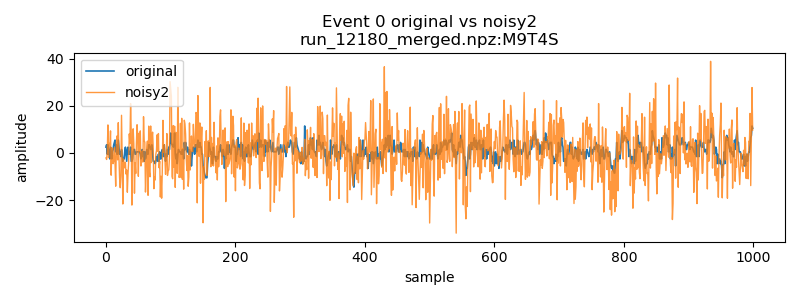 Event 0 original vs noisy2
run_12180_merged.npz:M9T4S
original
noisy2
amplitude
40
20
0
−20
0
200
400
600
800
1000
sample